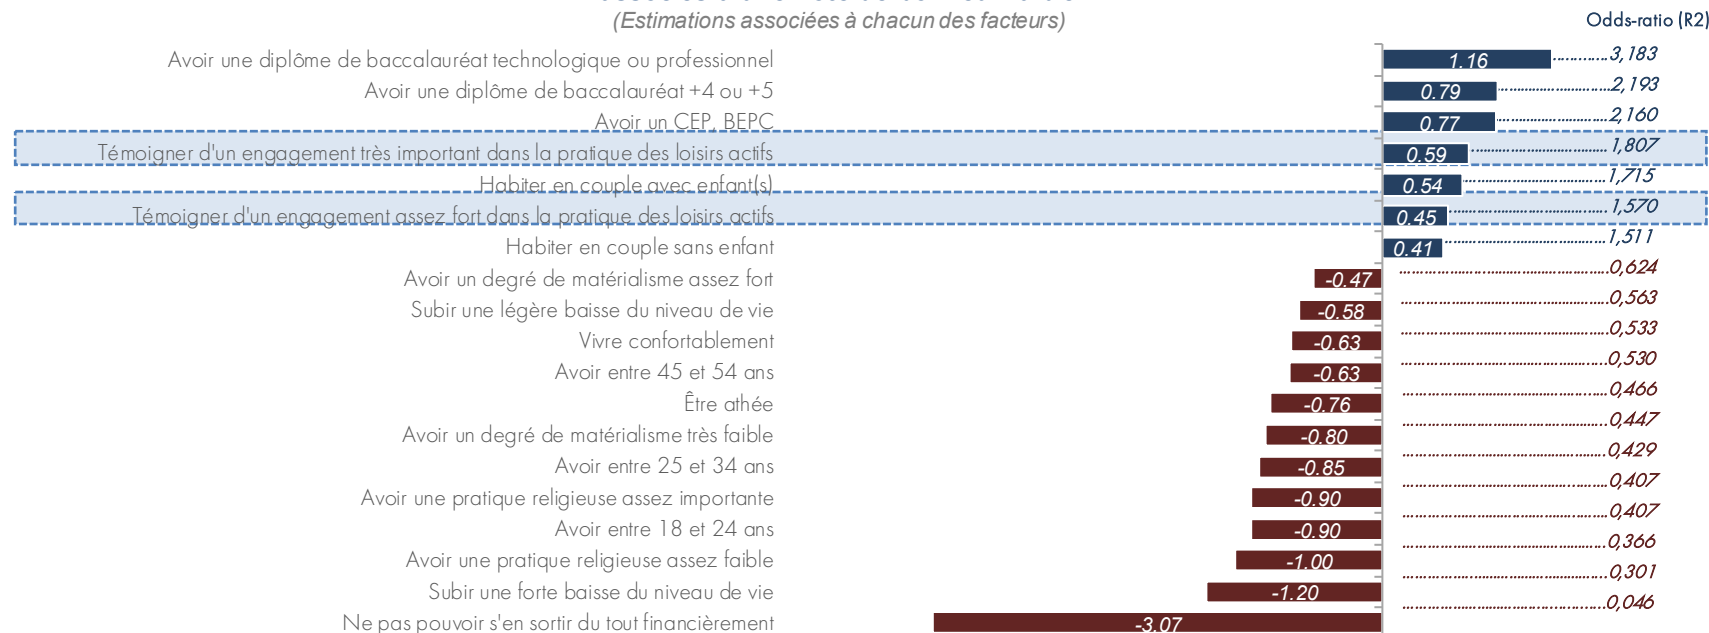 (Estimations associées à chacun des facteurs)
Odds-ratio (R2)
Avoir une diplôme de baccalauréat technologique ou professionnel 1.16 3,183
Avoir une diplôme de baccalauréat +4 ou +5 0.79 2,193
Avoir un CEP, BEPC 0.77 2,160
Témoigner d'un engagement très important dans la pratique des loisirs actifs 0.59 1,807
Habiter en couple avec enfant(s) 0.54 1,715
Témoigner d'un engagement assez fort dans la pratique des loisirs actifs 0.45 1,570
Habiter en couple sans enfant 0.41 1,511
Avoir un degré de matérialisme assez fort -0.47 0,624
Subir une légère baisse du niveau de vie -0.58 0,563
Vivre confortablement -0.63 0,533
Avoir entre 45 et 54 ans -0.63 0,530
Être athée -0.76 0,466
Avoir un degré de matérialisme très faible -0.80 0,447
Avoir entre 25 et 34 ans -0.85 0,429
Avoir une pratique religieuse assez importante -0.90 0,407
Avoir entre 18 et 24 ans -0.90 0,407
Avoir une pratique religieuse assez faible -1.00 0,366
Subir une forte baisse du niveau de vie -1.20 0,301
Ne pas pouvoir s'en sortir du tout financièrement -3.07 0,046